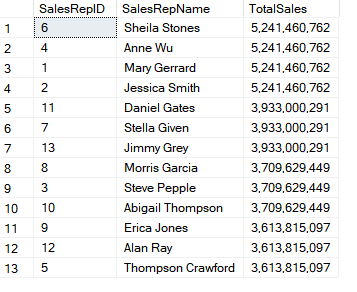 SalesRepID SalesRepName TotalSales
1 6 Sheila Stones 5,241,460,762
2 4 Anne Wu 5,241,460,762
3 1 Mary Gerrard 5,241,460,762
4 2 Jessica Smith 5,241,460,762
5 11 Daniel Gates 3,933,000,291
6 7 Stella Given 3,933,000,291
7 13 Jimmy Grey 3,933,000,291
8 8 Morris Garcia 3,709,629,449
9 3 Steve Pepple 3,709,629,449
10 10 Abigail Thompson 3,709,629,449
11 9 Erica Jones 3,613,815,097
12 12 Alan Ray 3,613,815,097
13 5 Thompson Crawford 3,613,815,097